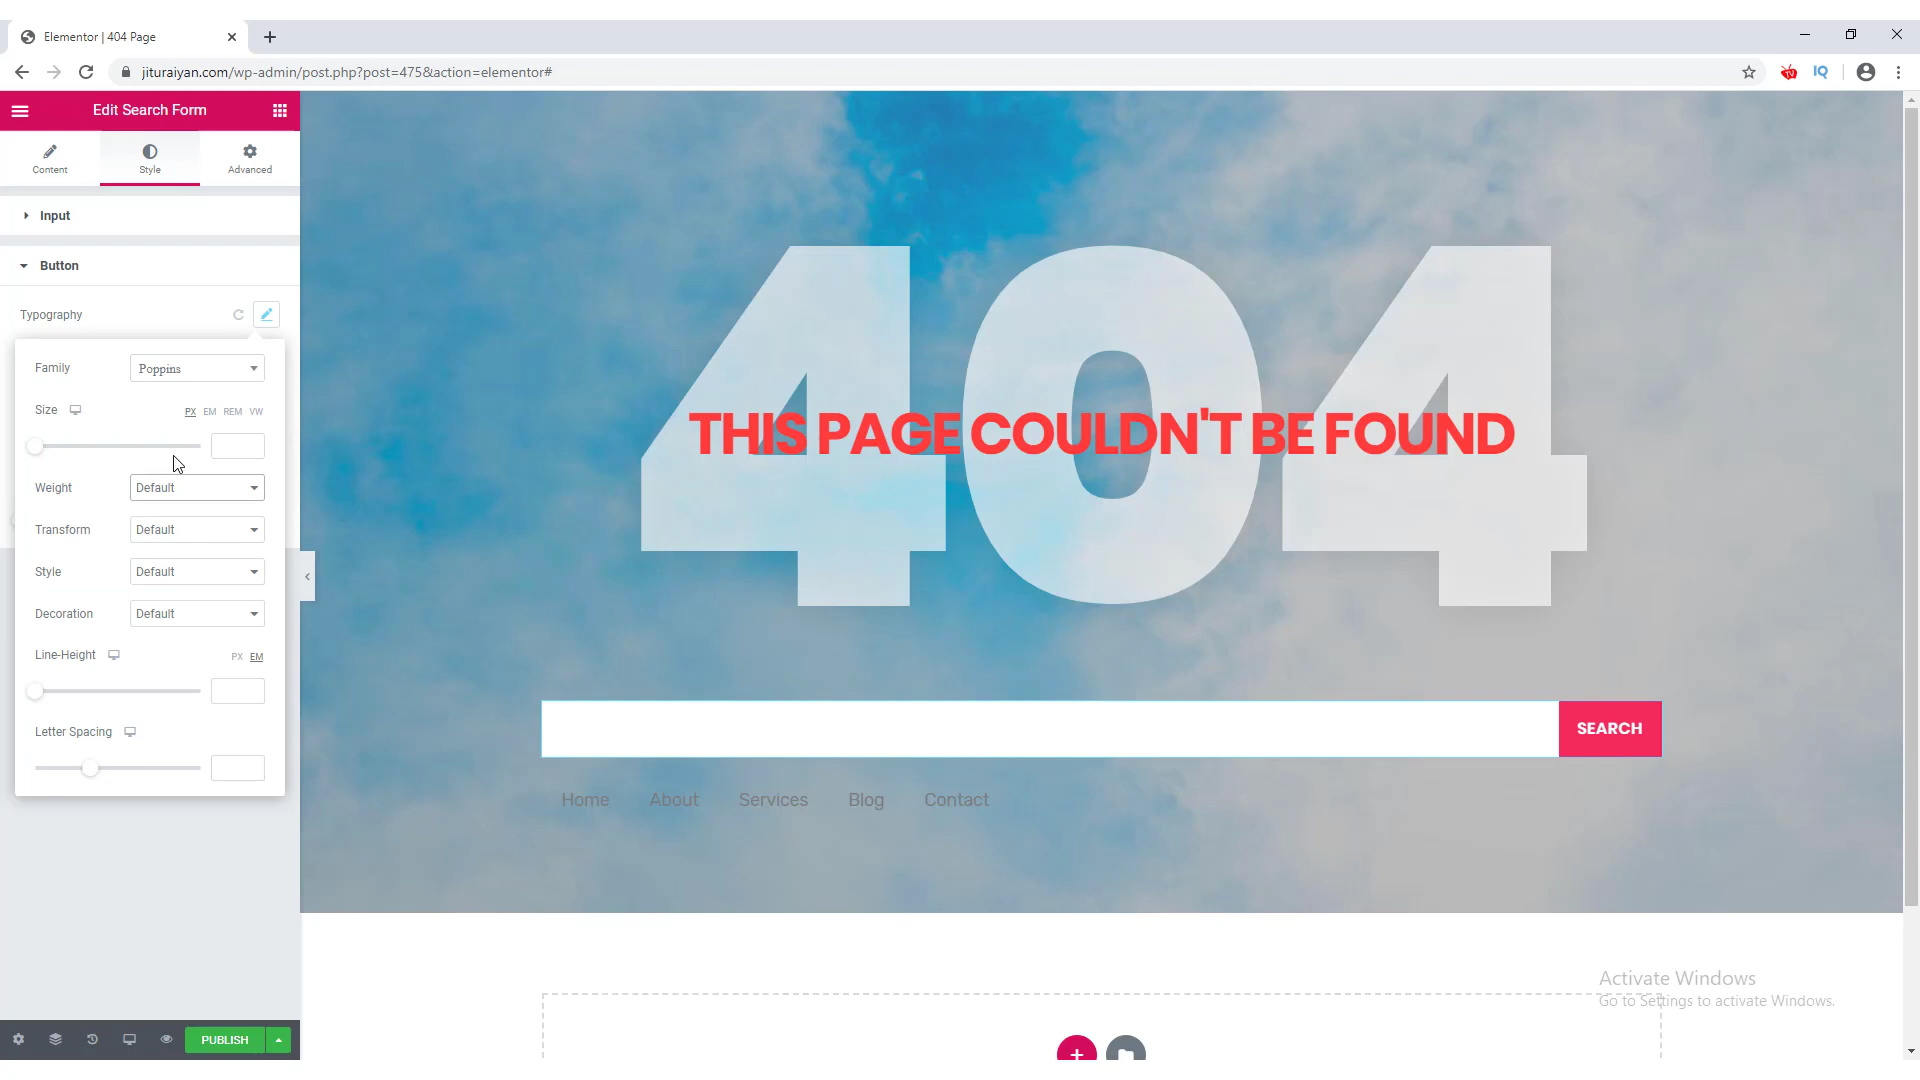 Elementor | 404 Page
jituraiyan.com/wp-admin/post.php?post=475&action=elementor#
IQ
Edit Search Form
Content
Style
Advanced
Input
Button
Typography
Family
Poppins
Size
PX EM REM VW
Weight
Default
Transform
Default
Style
Default
Decoration
Default
Line-Height
PX EM
Letter Spacing
PUBLISH
404
THIS PAGE COULDN'T BE FOUND
SEARCH
Home About Services Blog Contact
Activate Windows
Go to Settings to activate Windows.